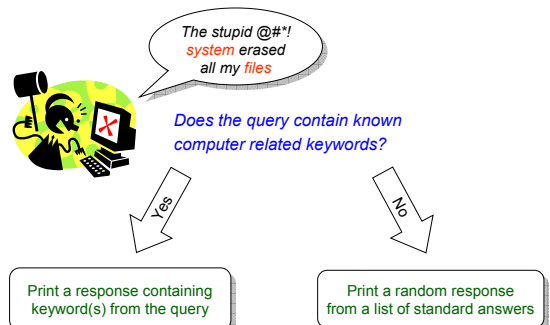 The stupid @#*!
system erased
all my files
Does the query contain known
computer related keywords?
Yes
No
Print a response containing
keyword(s) from the query
Print a random response
from a list of standard answers